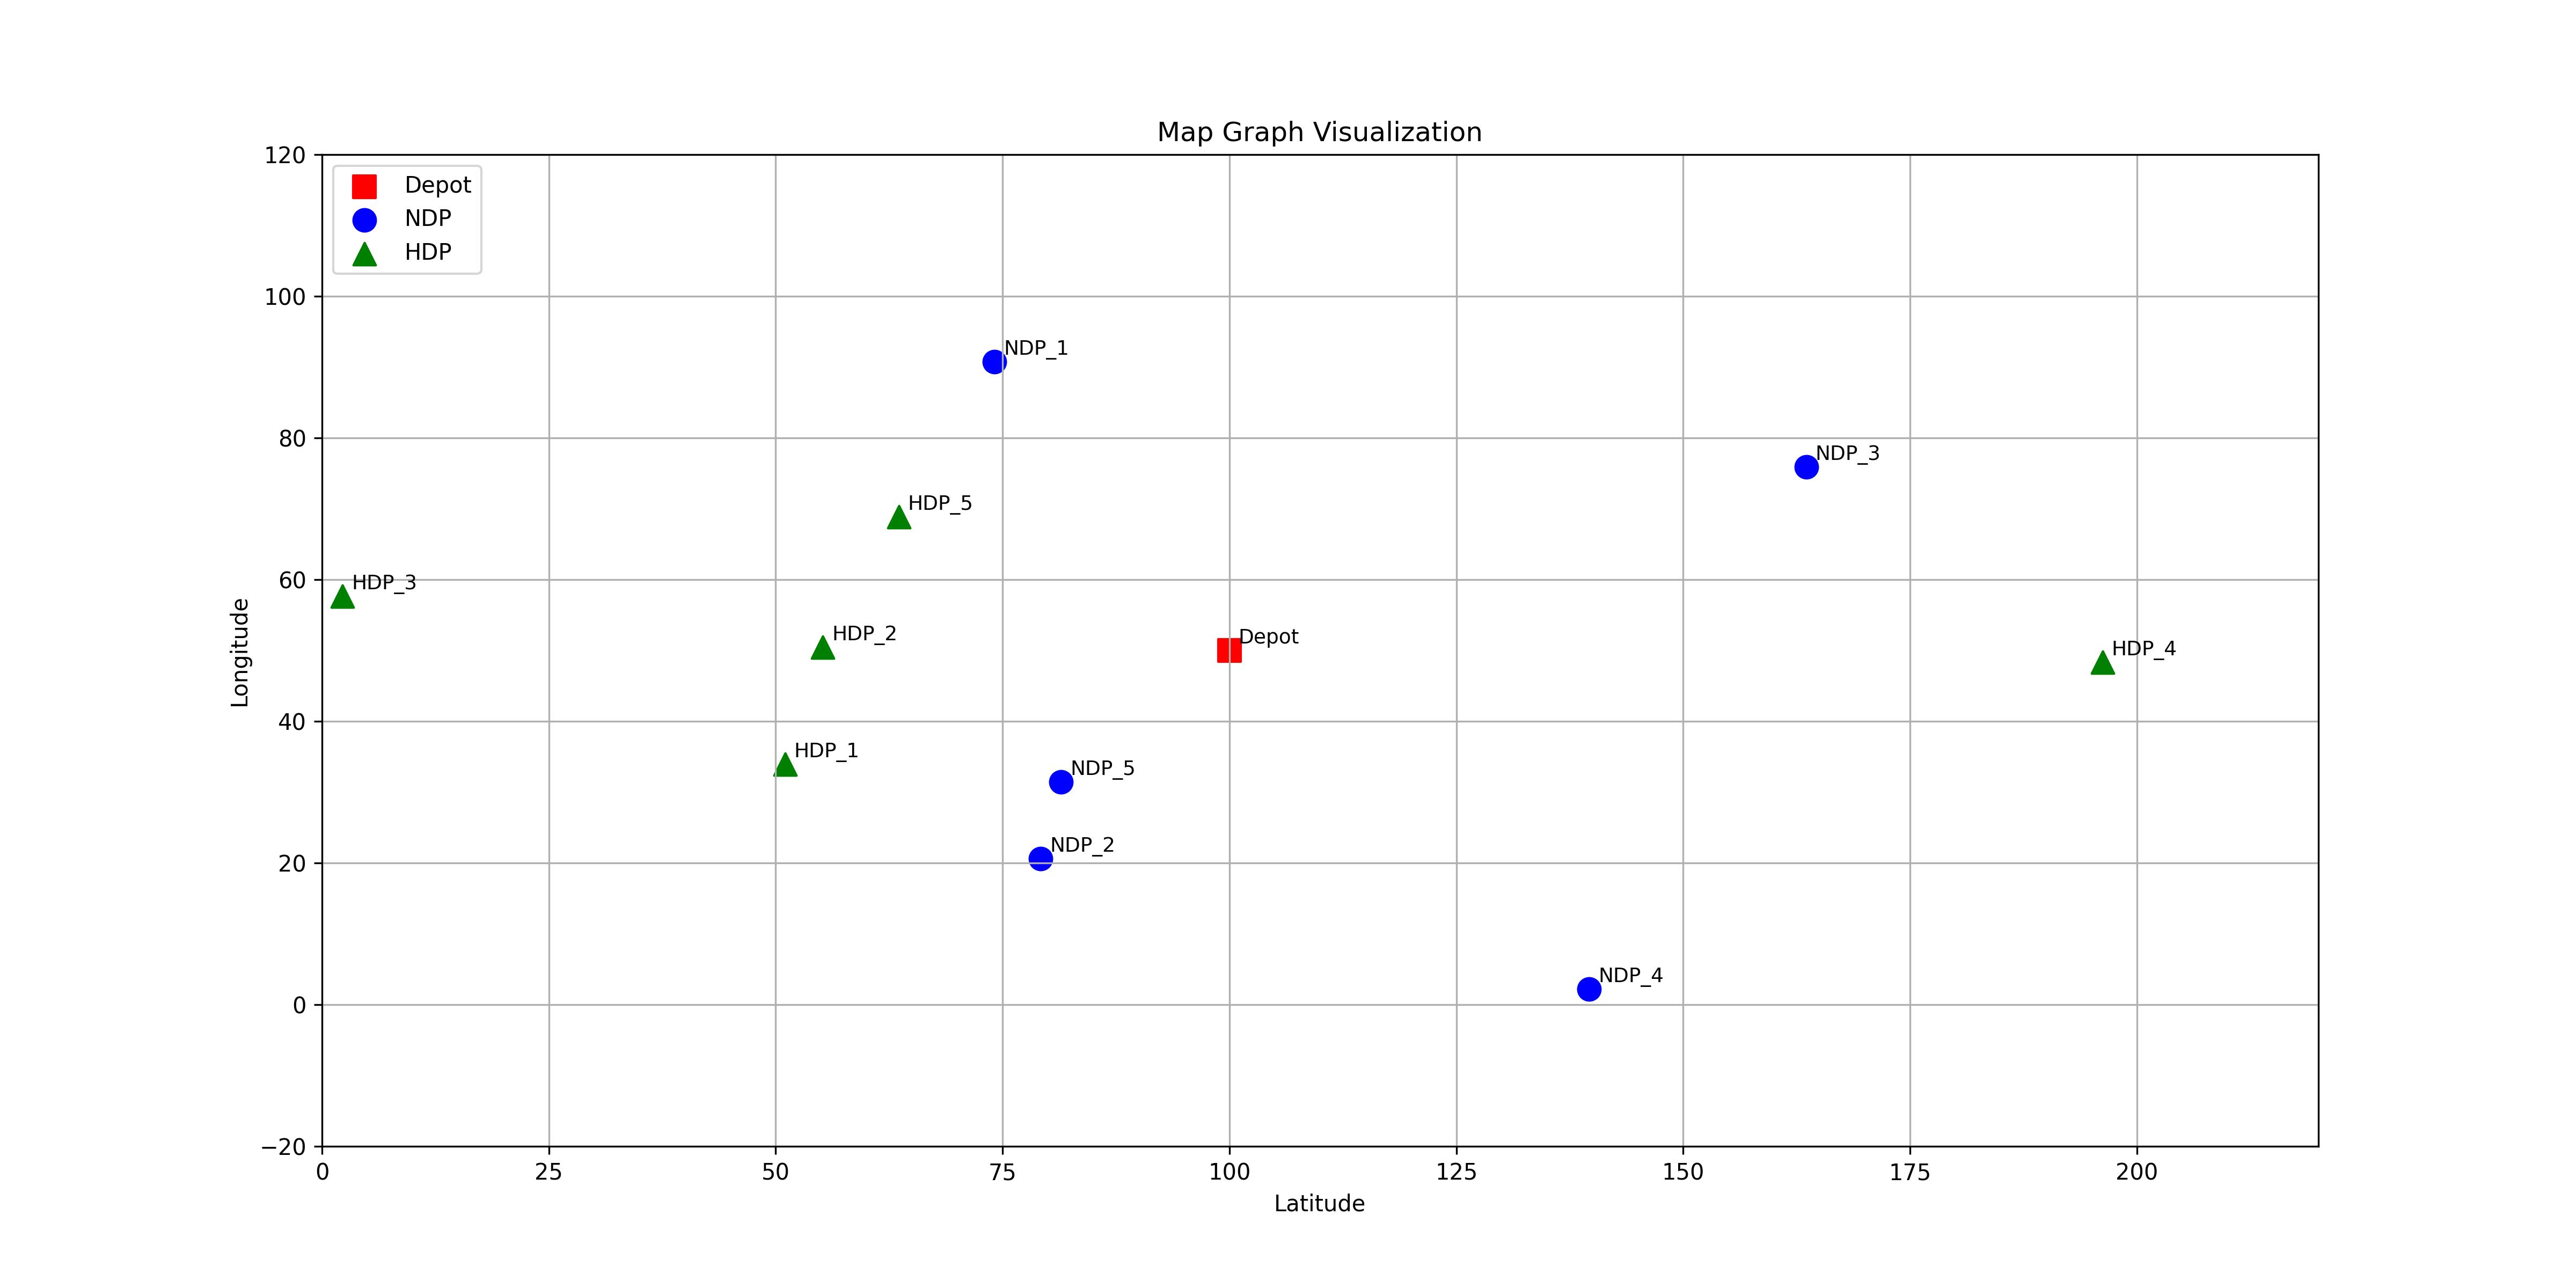 Map Graph Visualization
120
100
80
60
40
20
0
−20
Longitude
Depot
NDP
HDP
NDP_1
NDP_3
HDP_5
HDP_3
HDP_2
Depot
HDP_4
HDP_1
NDP_5
NDP_2
NDP_4
0 25 50 75 100 125 150 175 200
Latitude